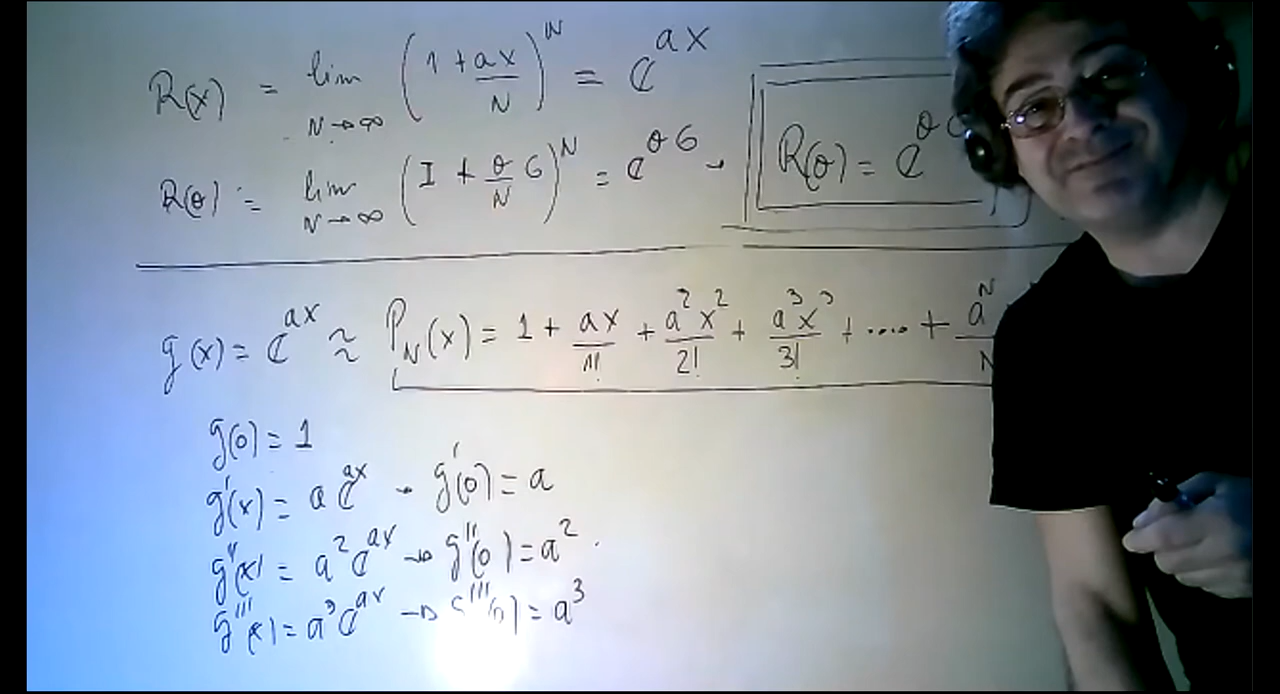 R(x) = lim N→∞ (1 + ax/N)^N = e^ax
R(θ) = lim N→∞ (I + θ/N G)^N = e^θG → R(θ) = e^θG
g(x) = e^ax ≈ P_N(x) = 1 + ax/1! + a²x²/2! + a³x³/3! + .... + a^N
g(0) = 1
g'(x) = a e^ax → g'(0) = a
g''(x) = a² e^ax → g''(0) = a²
g'''(x) = a³ e^ax → g'''(0) = a³